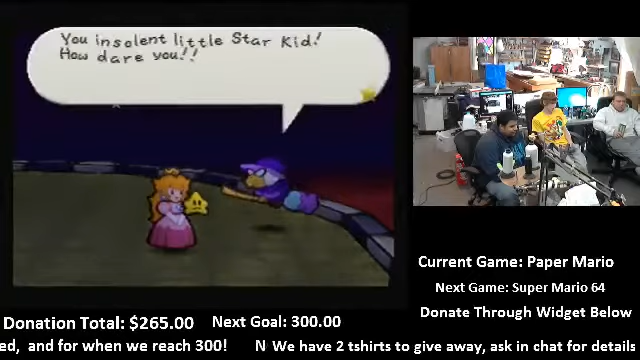 You insolent little Star Kid!
How dare you!!
Current Game: Paper Mario
Next Game: Super Mario 64
Donate Through Widget Below
Donation Total: $265.00 Next Goal: 300.00
ed, and for when we reach 300! N We have 2 tshirts to give away, ask in chat for details